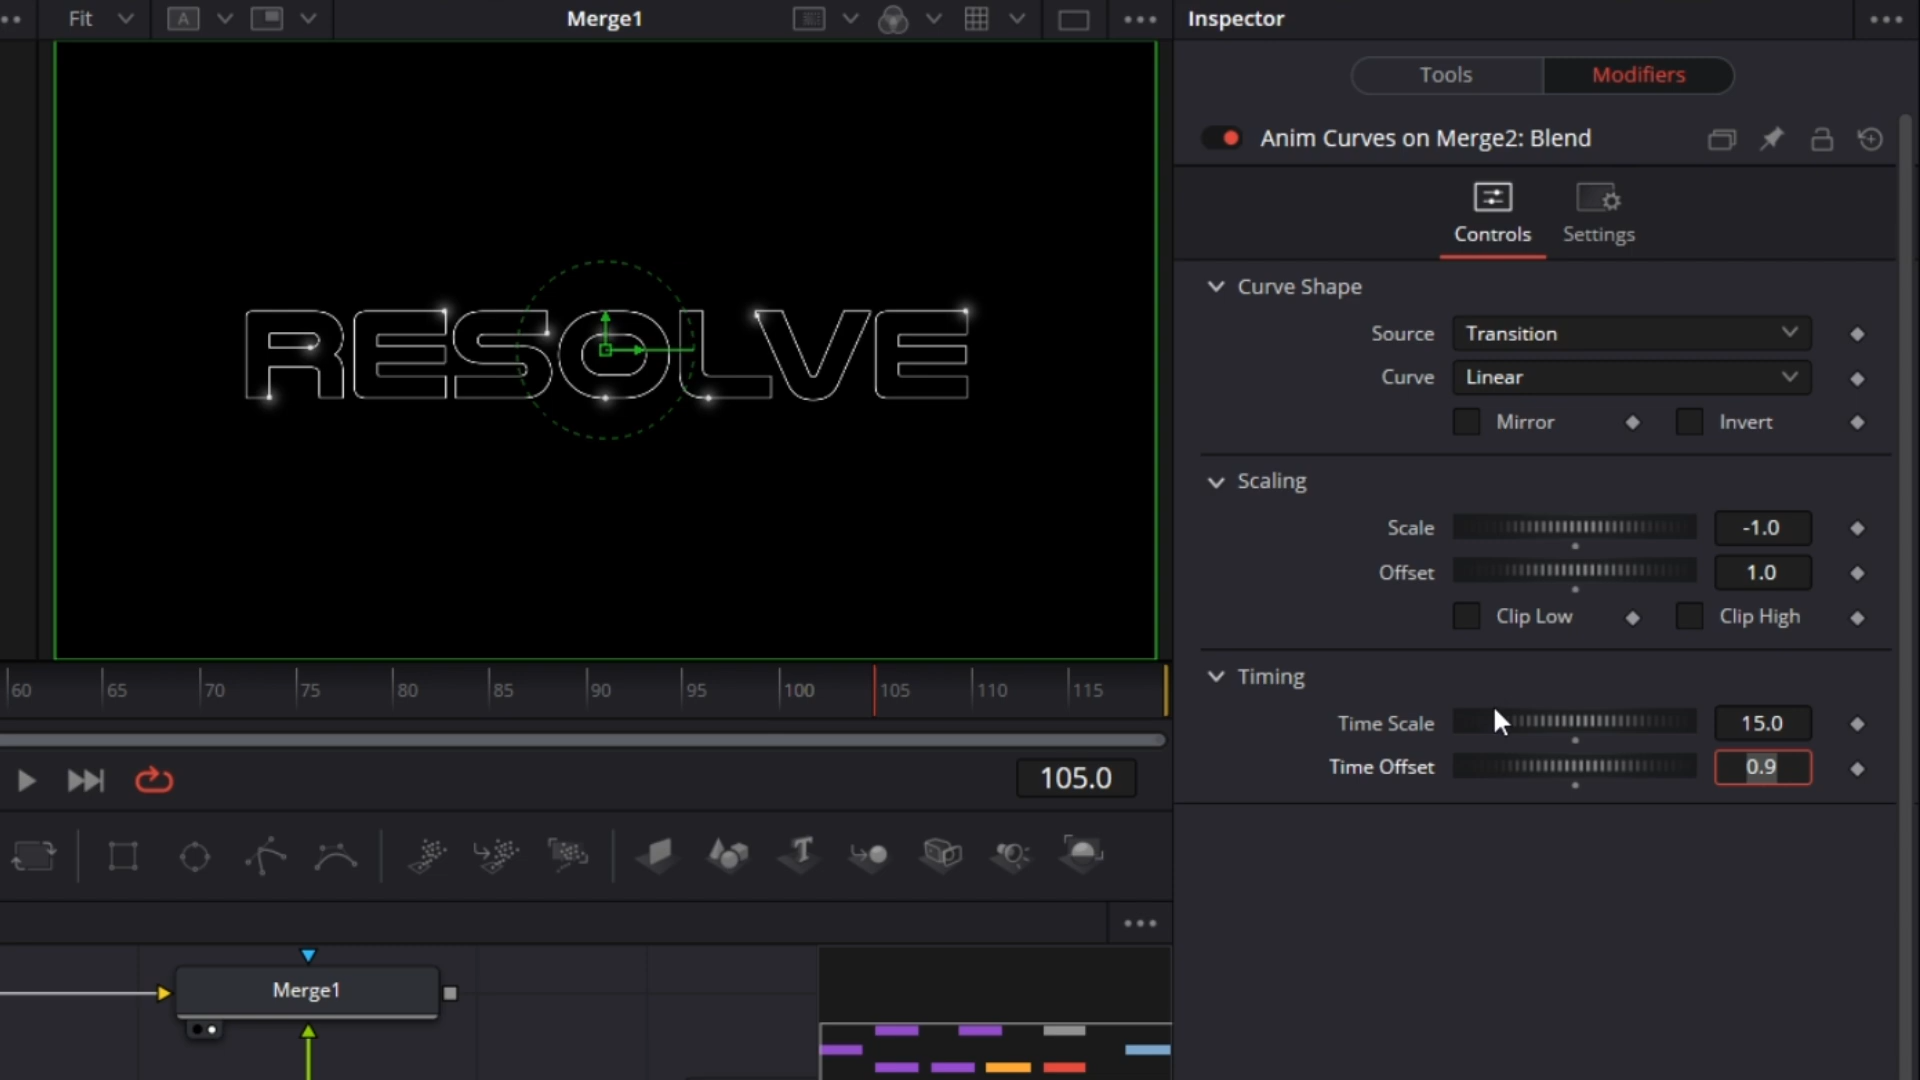 Fit
A
Merge1
Inspector
Tools
Modifiers
Anim Curves on Merge2: Blend
Controls
Settings
Curve Shape
Source Transition
Curve Linear
Mirror Invert
Scaling
Scale -1.0
Offset 1.0
Clip Low Clip High
Timing
Time Scale 15.0
Time Offset 0.9
RESOLVE
60 65 70 75 80 85 90 95 100 105 110 115
105.0
T
Merge1